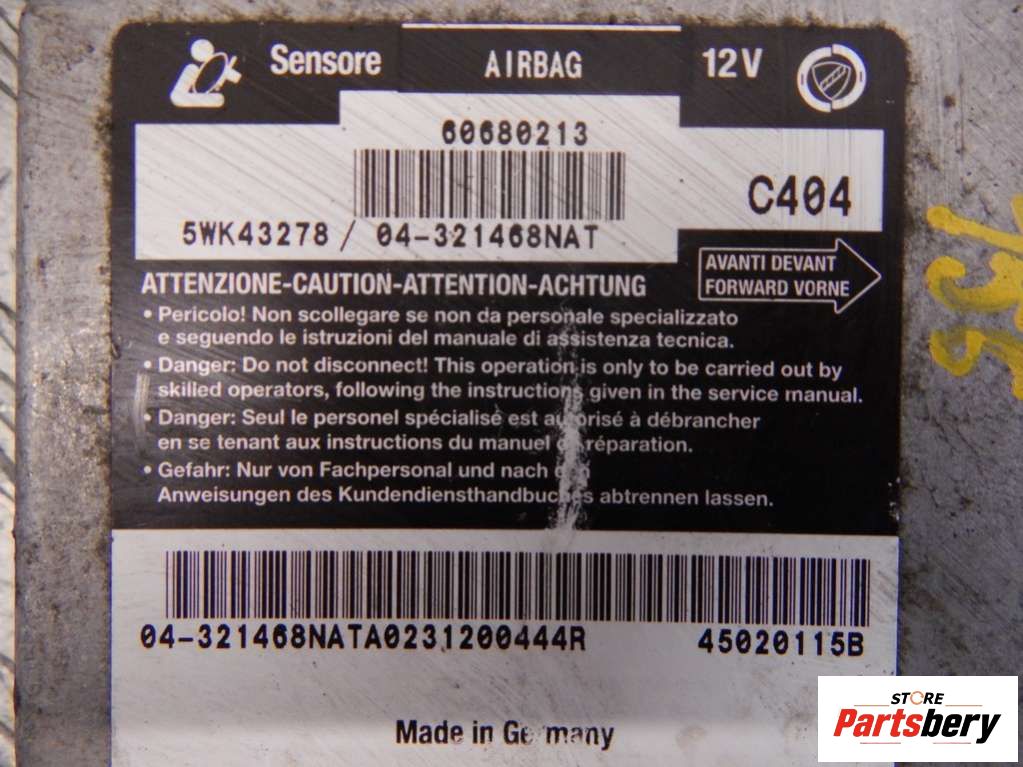 Sensore AIRBAG 12V
60680213
C404
5WK43278 / 04-321468NAT
AVANTI DEVANT
FORWARD VORNE
ATTENZIONE-CAUTION-ATTENTION-ACHTUNG
• Pericolo! Non scollegare se non da personale specializzato
e seguendo le istruzioni del manuale di assistenza tecnica.
• Danger: Do not disconnect! This operation is only to be carried out by
skilled operators, following the instructions given in the service manual.
• Danger: Seul le personel spécialisé est autorisé à débrancher
en se tenant aux instructions du manuel de réparation.
• Gefahr: Nur von Fachpersonal und nach den
Anweisungen des Kundendiensthandbuches abtrennen lassen.
04-321468NATA0231200444R 45020115B
Made in Germany
STORE
Partsbery